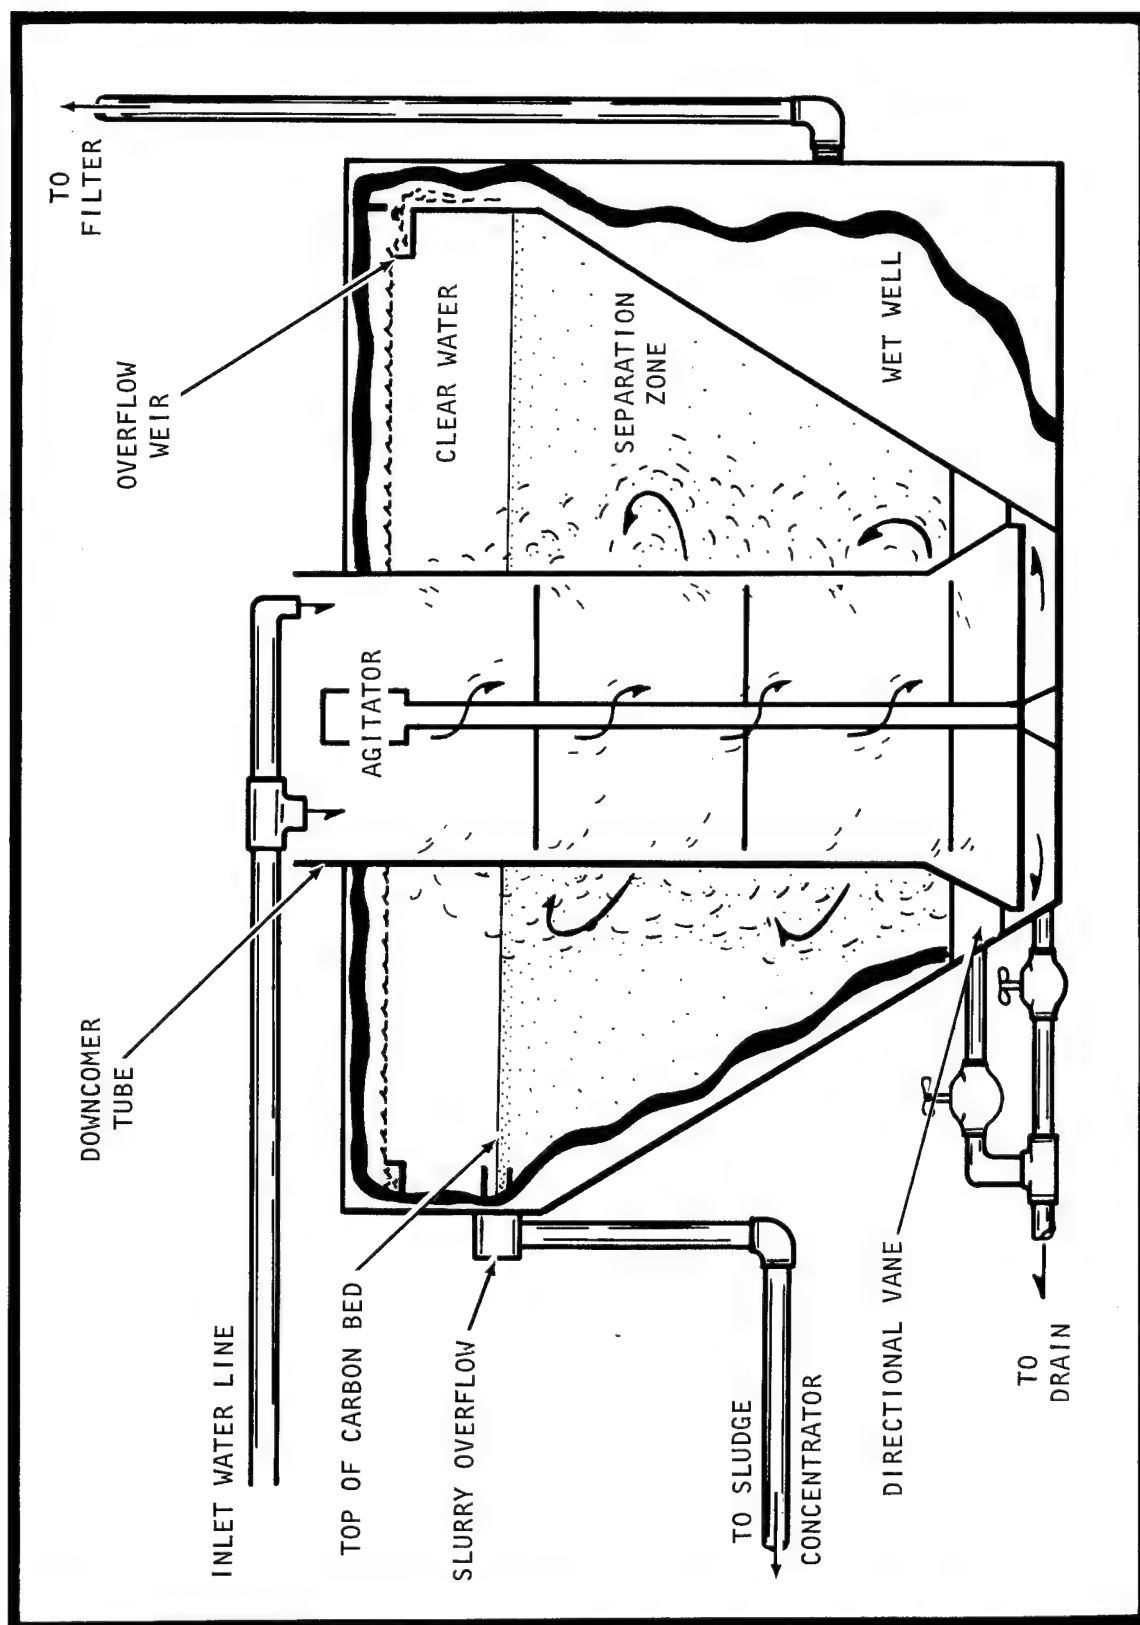 INLET WATER LINE
DOWNCOMER
TUBE
OVERFLOW
WEIR
TO
FILTER
AGITATOR
CLEAR WATER
SEPARATION
ZONE
WET WELL
TOP OF CARBON BED
SLURRY OVERFLOW
TO SLUDGE
CONCENTRATOR
DIRECTIONAL VANE
TO
DRAIN